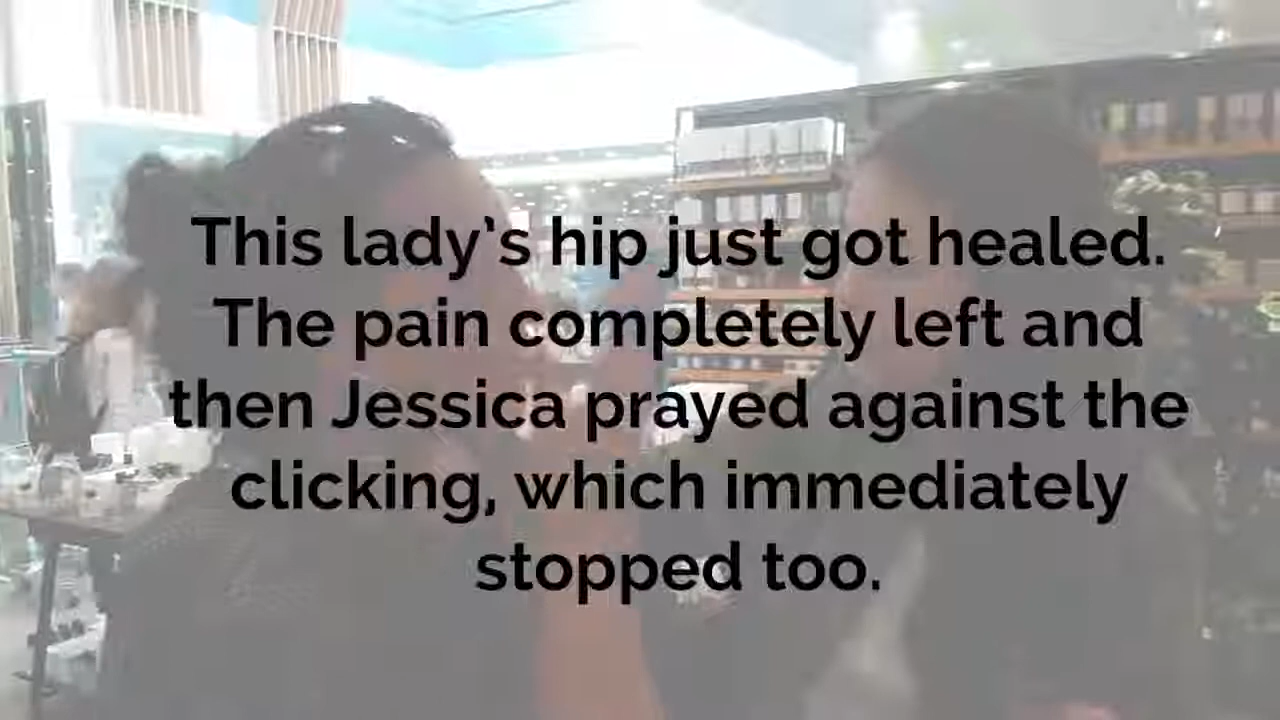 This lady’s hip just got healed.
The pain completely left and
then Jessica prayed against the
clicking, which immediately
stopped too.